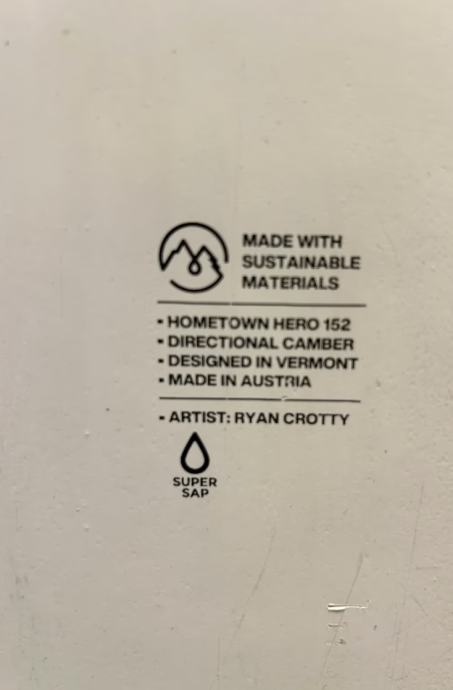 MADE WITH
SUSTAINABLE
MATERIALS
- HOMETOWN HERO 152
- DIRECTIONAL CAMBER
- DESIGNED IN VERMONT
- MADE IN AUSTRIA
- ARTIST: RYAN CROTTY
SUPER
SAP